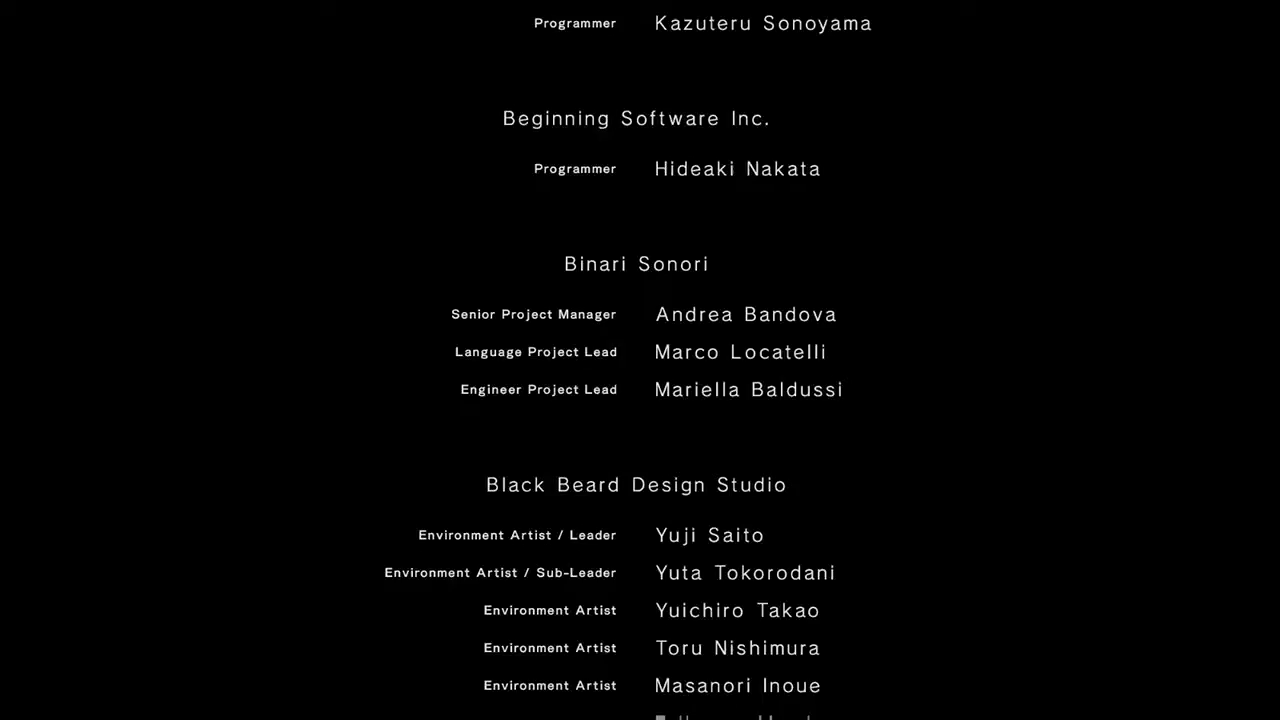 Programmer Kazuteru Sonoyama
Beginning Software Inc.
Programmer Hideaki Nakata
Binari Sonori
Senior Project Manager Andrea Bandova
Language Project Lead Marco Locatelli
Engineer Project Lead Mariella Baldussi
Black Beard Design Studio
Environment Artist / Leader Yuji Saito
Environment Artist / Sub-Leader Yuta Tokorodani
Environment Artist Yuichiro Takao
Environment Artist Toru Nishimura
Environment Artist Masanori Inoue